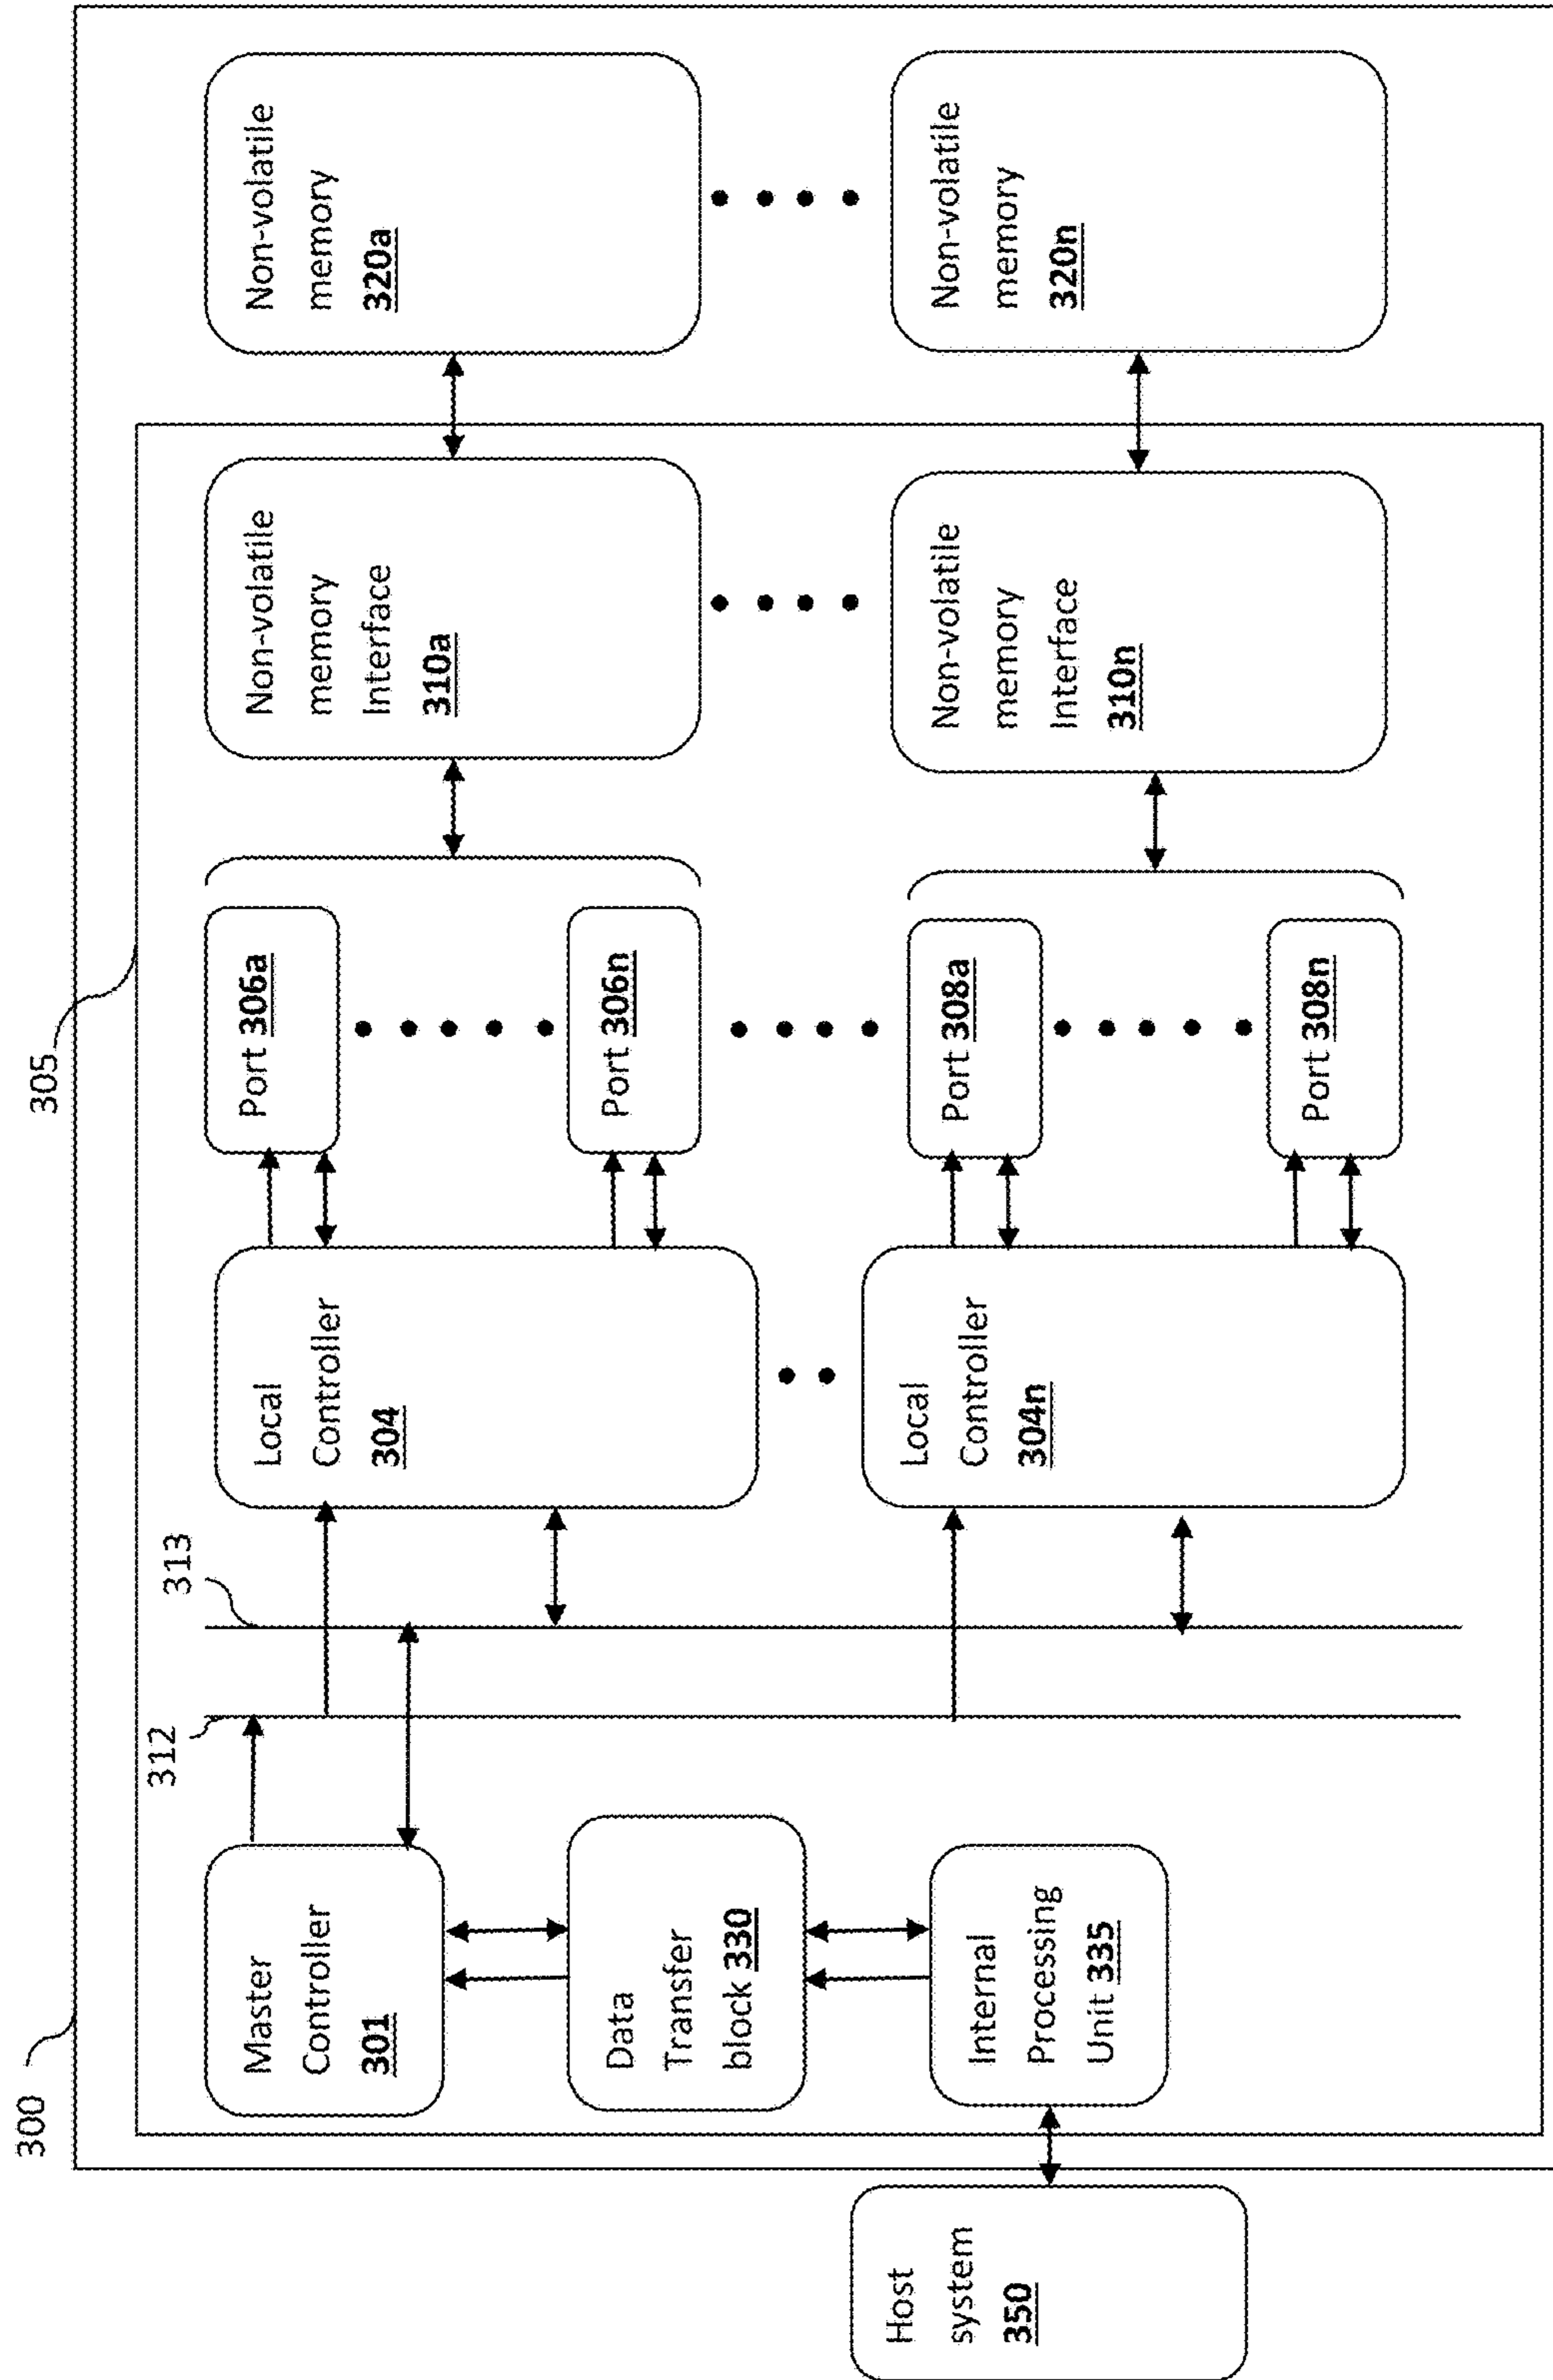 300
305
Host
system
350
Master
Controller
301
Data
Transfer
block 330
Internal
Processing
Unit 335
312
313
Local
Controller
304
Local
Controller
304n
Port 306a
Port 306n
Port 308a
Port 308n
Non-volatile
memory
Interface
310a
Non-volatile
memory
Interface
310n
Non-volatile
memory
320a
Non-volatile
memory
320n